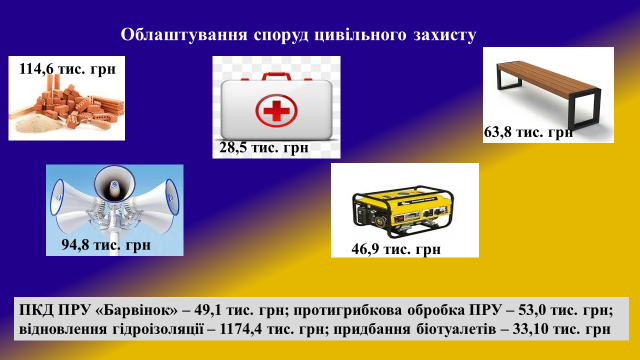 Облаштування споруд цивільного захисту
114,6 тис. грн
28,5 тис. грн
63,8 тис. грн
94,8 тис. грн
46,9 тис. грн
ПКД ПРУ «Барвінок» – 49,1 тис. грн; протигрибкова обробка ПРУ – 53,0 тис. грн;
відновлення гідроізоляції – 1174,4 тис. грн; придбання біотуалетів – 33,10 тис. грн